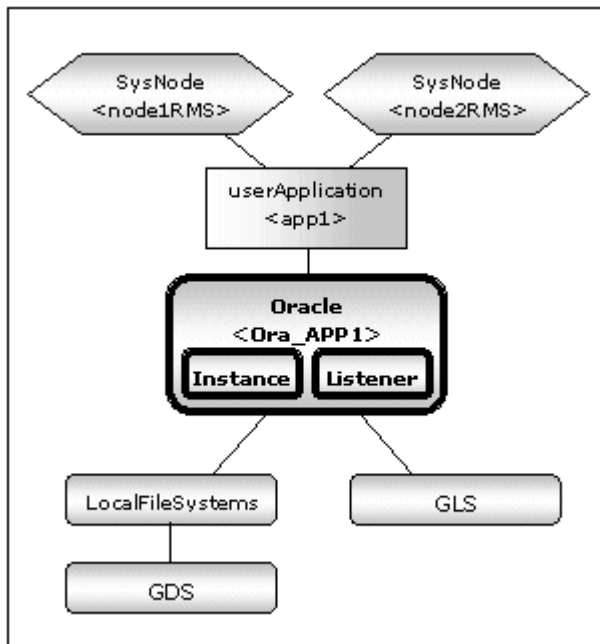 SysNode
<node1RMS>
SysNode
<node2RMS>
userApplication
<app1>
Oracle
<Ora_APP1>
Instance
Listener
LocalFileSystems
GLS
GDS